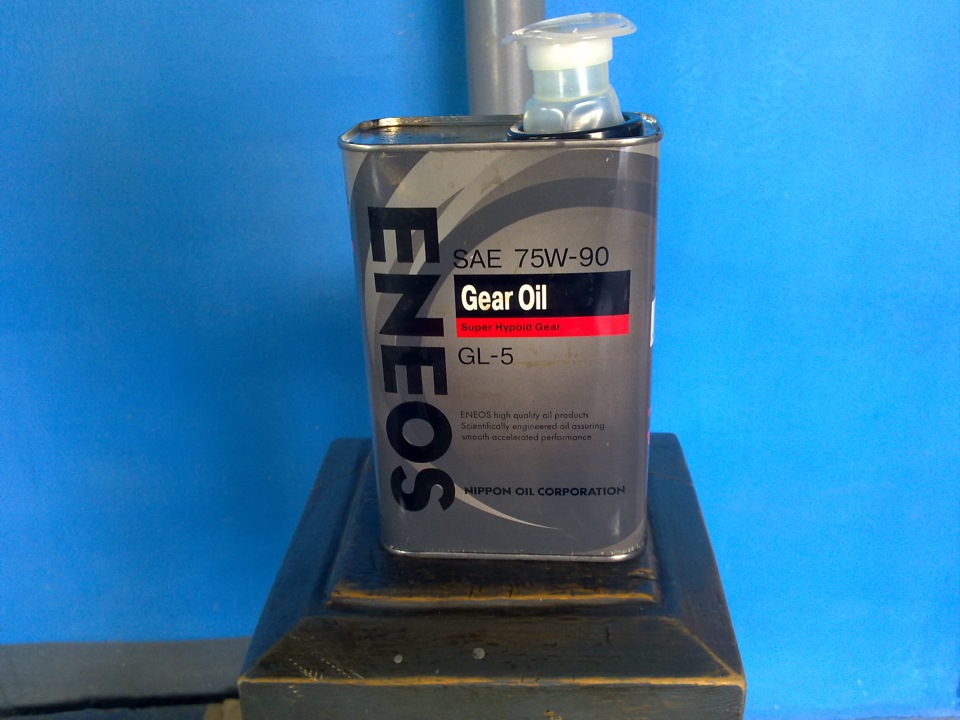 ENEOS
SAE 75W-90
Gear Oil
Super Hypoid Gear
GL-5
ENEOS high quality oil products
Scientifically engineered oil assuring
smooth accelerated performance
NIPPON OIL CORPORATION